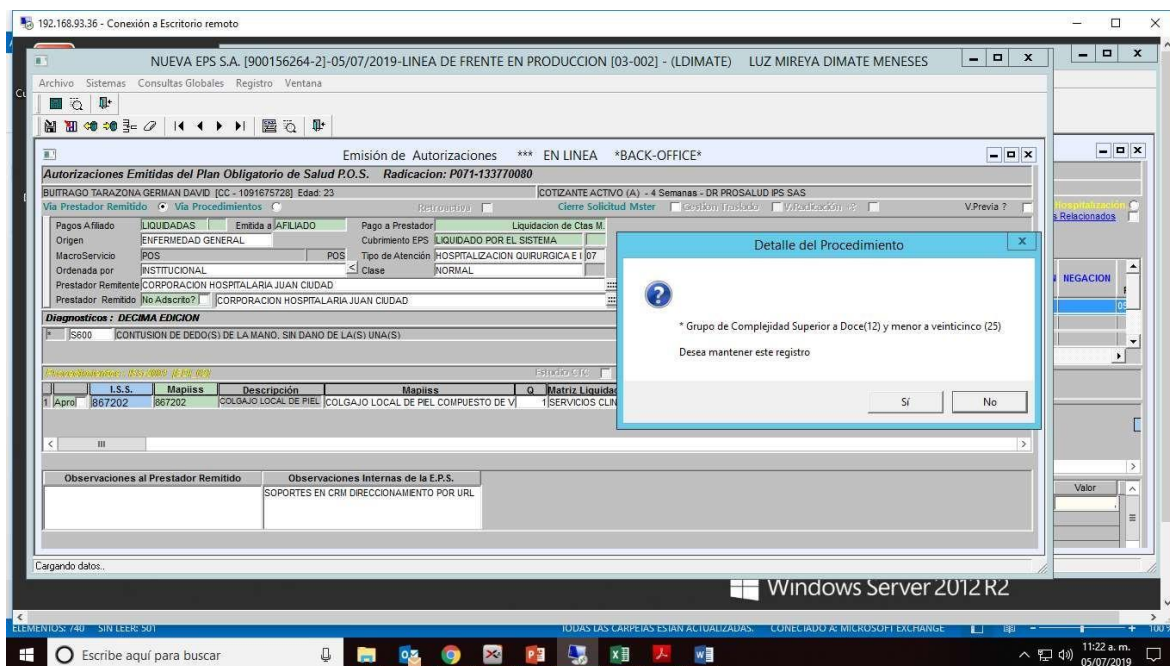 192.168.93.36 - Conexión a Escritorio remoto
NUEVA EPS S.A. [900156264-2]-05/07/2019-LINEA DE FRENTE EN PRODUCCION [03-002] - (LDIMATE) LUZ MIREYA DIMATE MENESES
Archivo Sistemas Consultas Globales Registro Ventana
Emisión de Autorizaciones *** EN LINEA *BACK-OFFICE*
Autorizaciones Emitidas del Plan Obligatorio de Salud P.O.S. Radicacion: P071-133770080
BUITRAGO TARAZONA GERMAN DAVID [CC - 1091675728] Edad: 23 COTIZANTE ACTIVO (A) - 4 Semanas - DR PROSALUD IPS SAS
Via Prestador Remitido Via Procedimientos Retroactiva Cierre Solicitud Mster Gestion Traslado V.Radicación V.Previa ?
Pagos Afiliado LIQUIDADAS Emitida a AFILIADO Pago a Prestador Liquidacion de Ctas M.
Origen ENFERMEDAD GENERAL Cubrimiento EPS LIQUIDADO POR EL SISTEMA
MacroServicio POS POS Tipo de Atención HOSPITALIZACION QUIRURGICA E I 07
Ordenada por INSTITUCIONAL Clase NORMAL
Prestador Remitente CORPORACION HOSPITALARIA JUAN CIUDAD
Prestador Remitido No Adscrito? CORPORACION HOSPITALARIA JUAN CIUDAD
Diagnosticos : DECIMA EDICION
* S600 CONTUSION DE DEDO(S) DE LA MANO, SIN DANO DE LA(S) UNA(S)
Estudio CTC
I.S.S. Mapiiss Descripción Mapiiss Q Matriz Liquida
1 Apro 867202 867202 COLGAJO LOCAL DE PIEL COLGAJO LOCAL DE PIEL COMPUESTO DE V 1 SERVICIOS CLIN
Observaciones al Prestador Remitido Observaciones Internas de la E.P.S.
SOPORTES EN CRM DIRECCIONAMIENTO POR URL
Cargando datos..
Detalle del Procedimiento
* Grupo de Complejidad Superior a Doce(12) y menor a veinticinco (25)
Desea mantener este registro
Sí No
Hospitalización
s Relacionados
NEGACION
Valor
Windows Server 2012 R2
ELEMENTOS: 740 SIN LEER: 501 TODAS LAS CARPETAS ESTÁN ACTUALIZADAS. CONECTADO A: MICROSOFT EXCHANGE 100
Escribe aquí para buscar
11:22 a. m.
05/07/2019